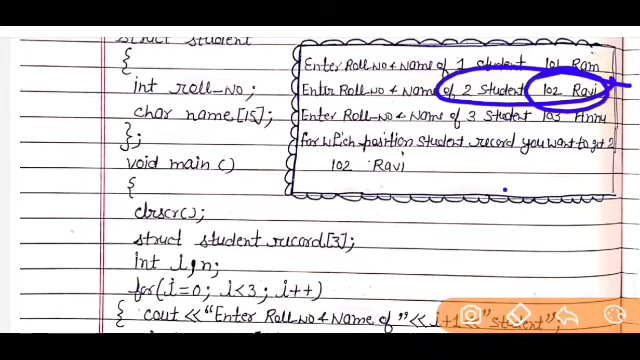 struct student
{
int roll_no;
char name[15];
};
void main ()
{
clrscr();
struct student record[3];
int i,n;
for(i=0; i<3; i++)
{ cout <<"Enter Roll_No & Name of "<< i+1<<"student";
Enter Roll-No & Name of 1 student 101 Ram
Enter Roll-No & Name of 2 student 102 Ravi
Enter Roll-No & Name of 3 student 103 Annu
for which position student record you want to get 2
102 Ravi